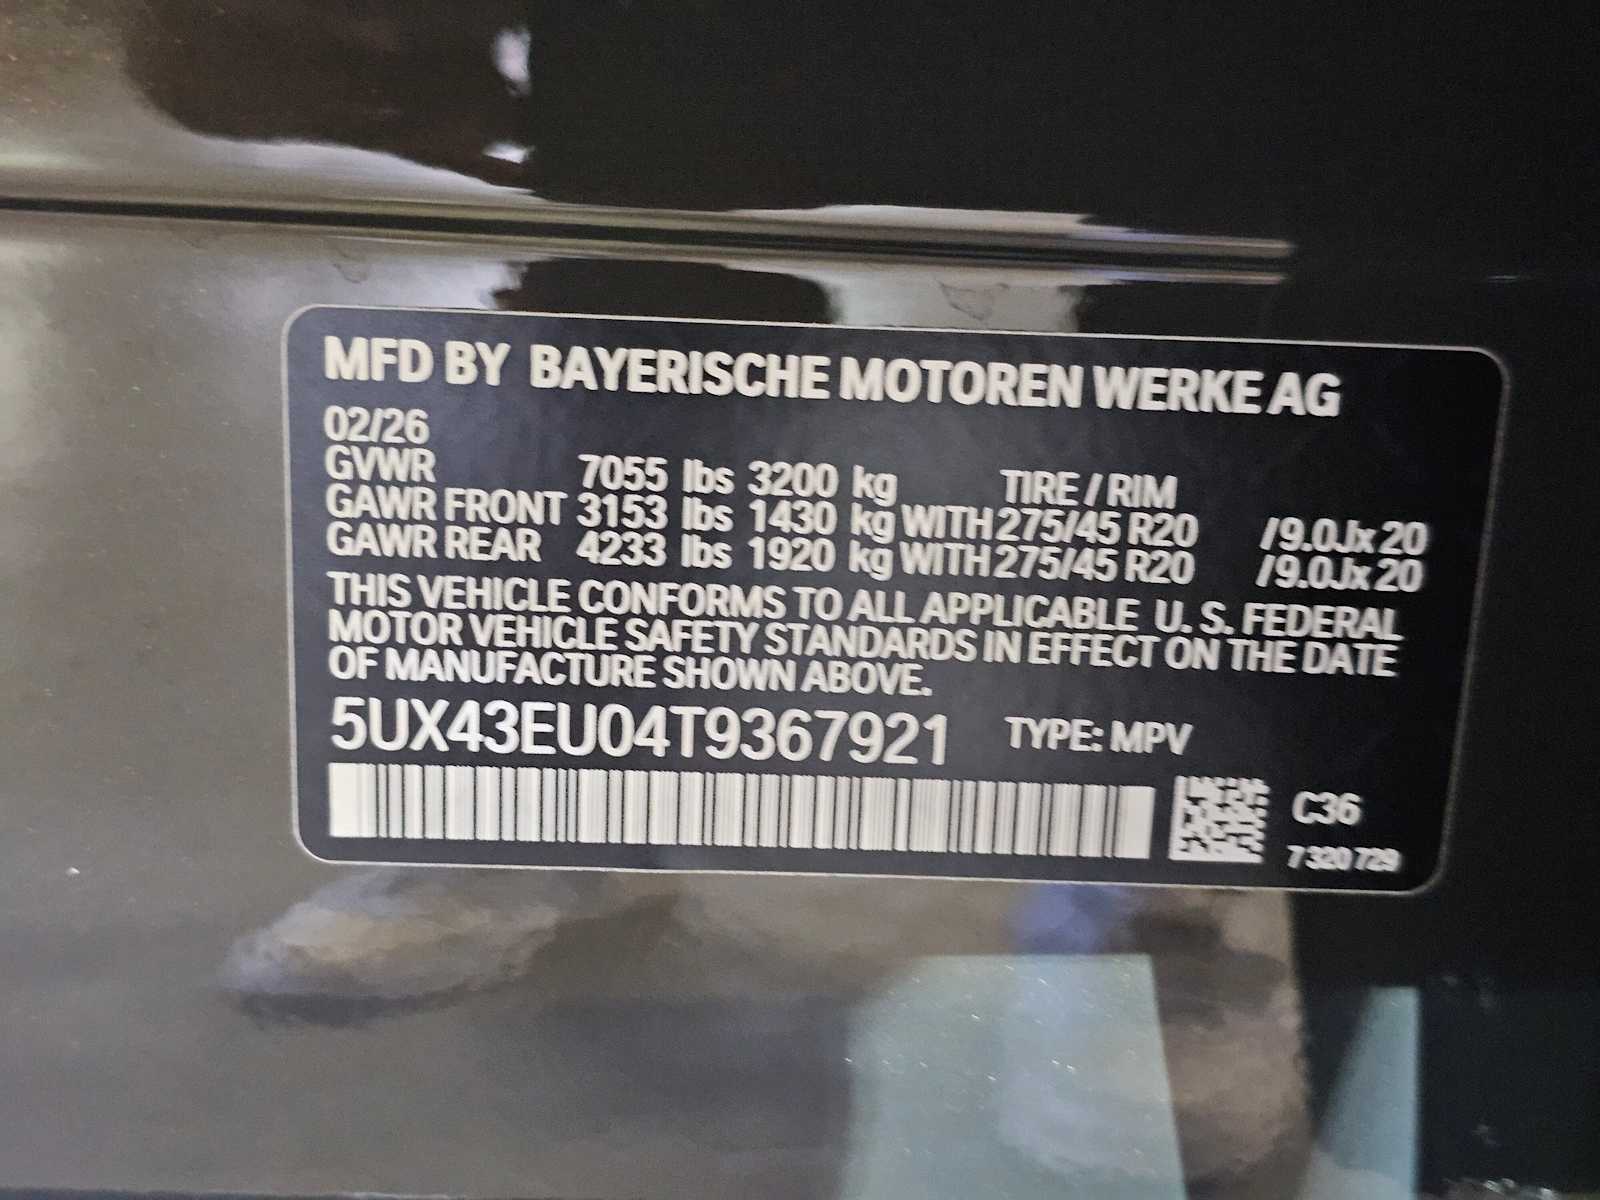 MFD BY BAYERISCHE MOTOREN WERKE AG
02/26
GVWR 7055 lbs 3200 kg TIRE / RIM
GAWR FRONT 3153 lbs 1430 kg WITH 275/45 R20 /9.0Jx20
GAWR REAR 4233 lbs 1920 kg WITH 275/45 R20 /9.0Jx20
THIS VEHICLE CONFORMS TO ALL APPLICABLE U. S. FEDERAL
MOTOR VEHICLE SAFETY STANDARDS IN EFFECT ON THE DATE
OF MANUFACTURE SHOWN ABOVE.
5UX43EU04T9367921 TYPE: MPV
C36
7 320 729